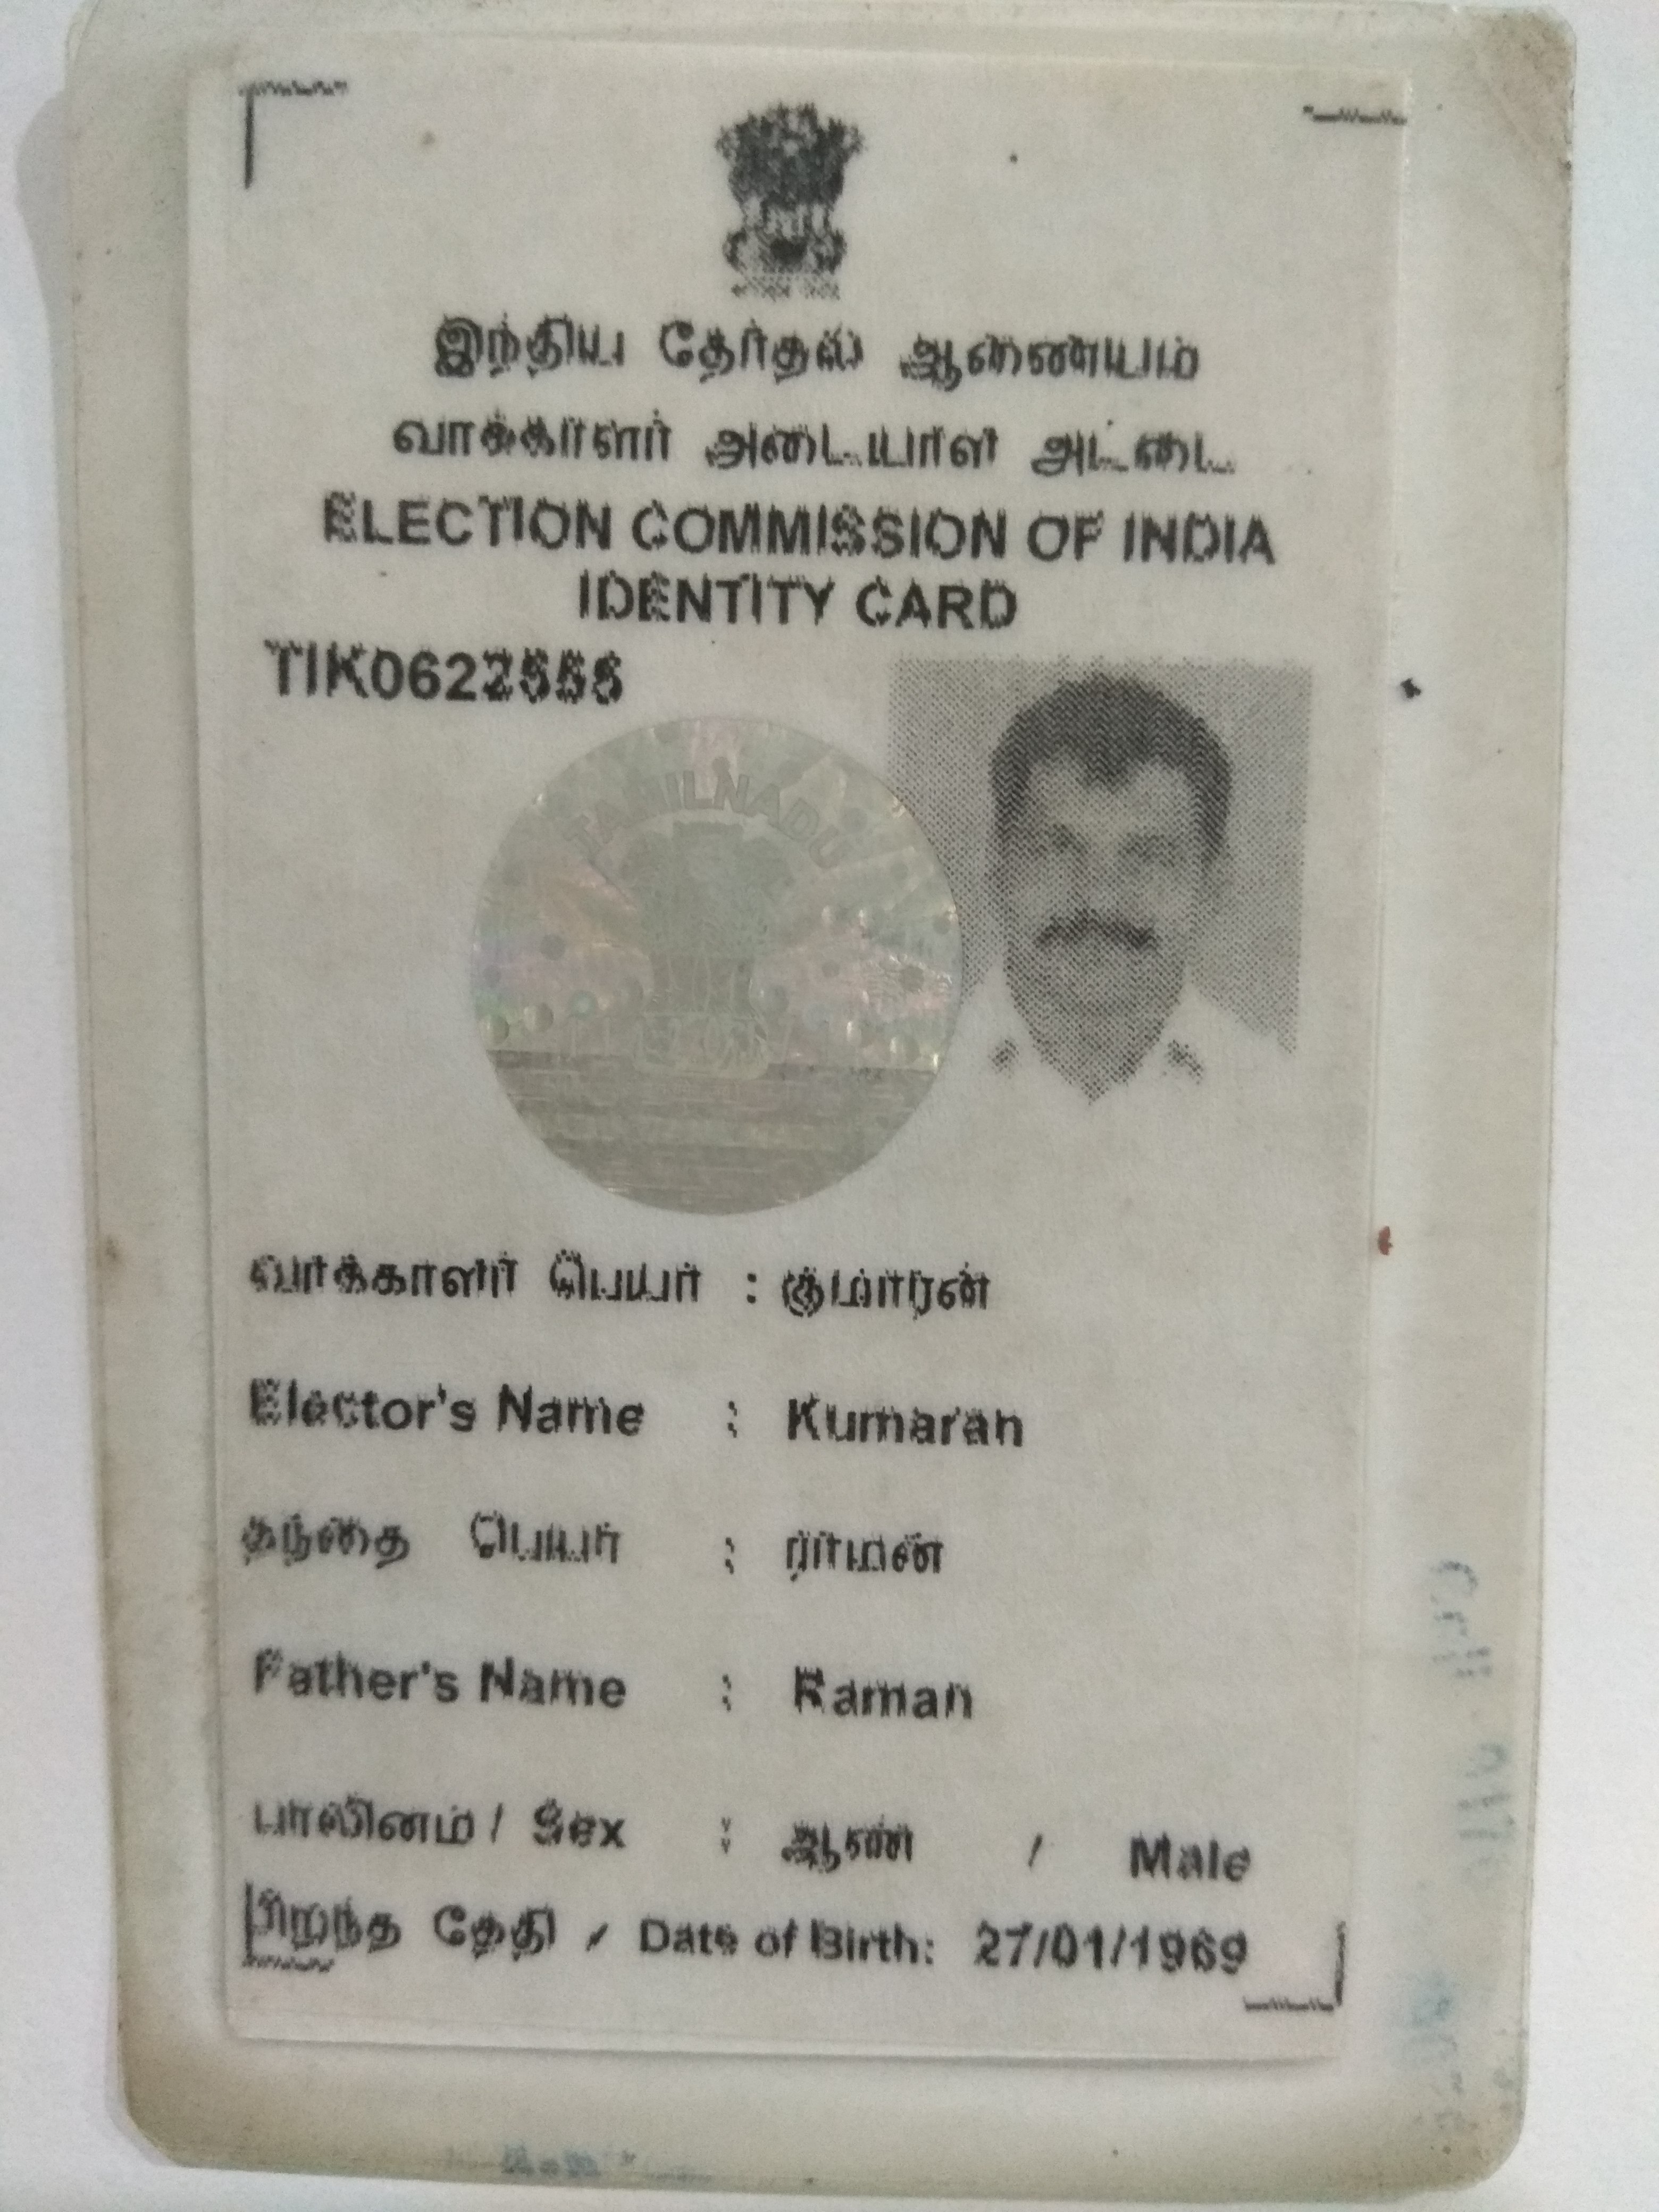 இந்திய தேர்தல் ஆணையம்
வாக்காளர் அடையாள அட்டை
ELECTION COMMISSION OF INDIA
IDENTITY CARD
TAMILNADU
வாக்காளர் பெயர் : குமாரன்
Elector's Name : Kumaran
தந்தை பெயர் : ராமன்
Father's Name : Raman
பாலினம் / Sex : ஆண் / Male
பிறந்த தேதி / Date of Birth: 27/01/1969